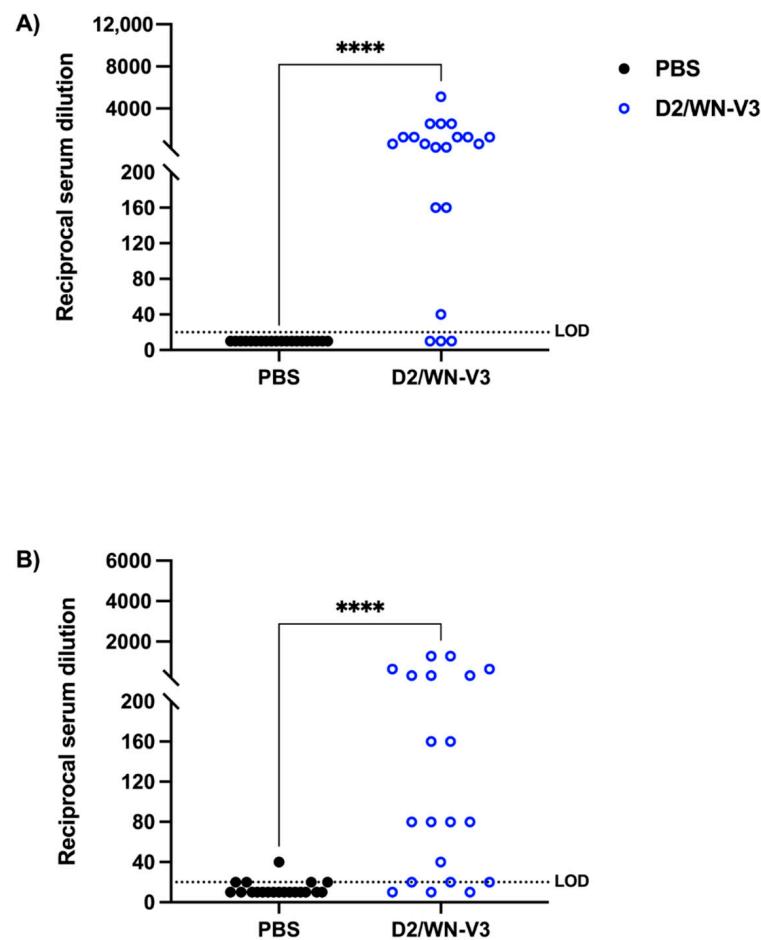 A)
Reciprocal serum dilution
12,000
8000
4000
200
160
120
80
40
0
****
LOD
PBS
D2/WN-V3
PBS
D2/WN-V3
B)
Reciprocal serum dilution
6000
4000
2000
200
160
120
80
40
0
****
LOD
PBS
D2/WN-V3